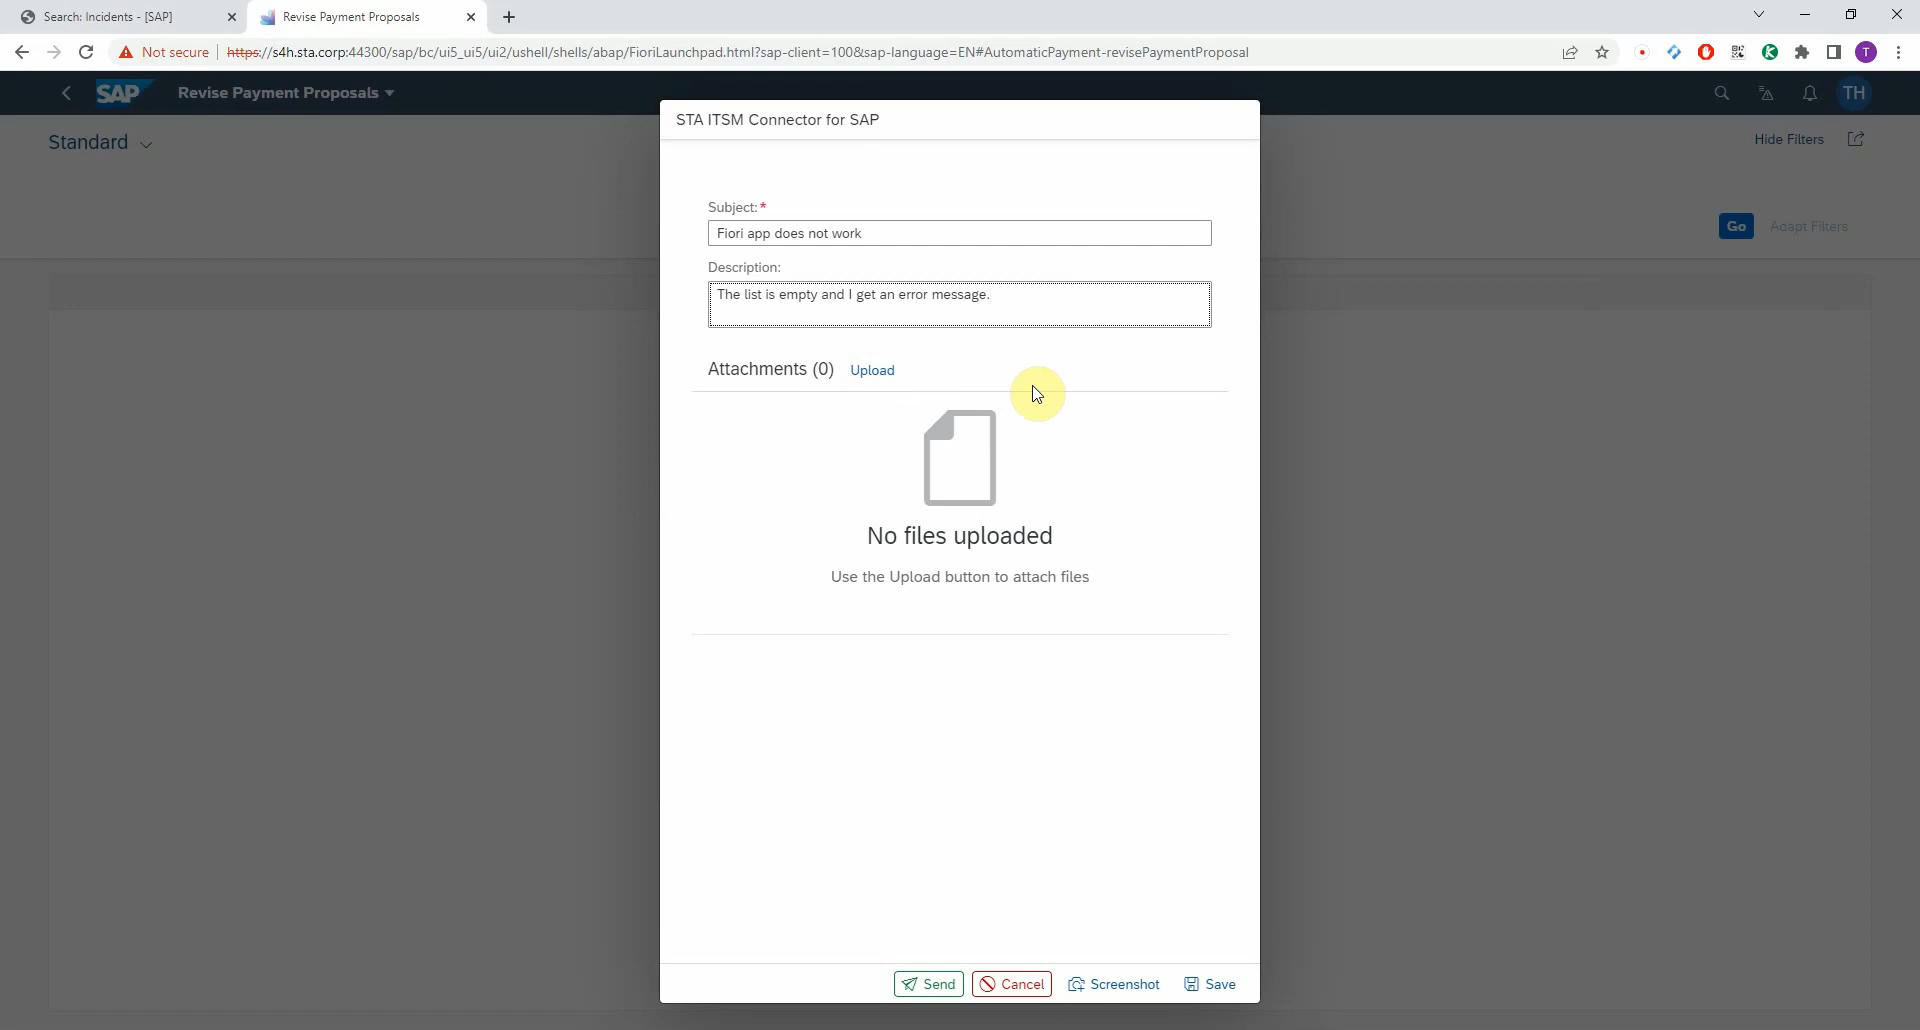 Search: Incidents - [SAP]
Revise Payment Proposals
Not secure
https://s4h.sta.corp:44300/sap/bc/ui5_ui5/ui2/ushell/shells/abap/FioriLaunchpad.html?sap-client=100&sap-language=EN#AutomaticPayment-revisePaymentProposal
T
SAP
Revise Payment Proposals
TH
Standard
Hide Filters
Go
Adapt Filters
STA ITSM Connector for SAP
Subject:*
Fiori app does not work
Description:
The list is empty and I get an error message.
Attachments (0)
Upload
No files uploaded
Use the Upload button to attach files
Send
Cancel
Screenshot
Save